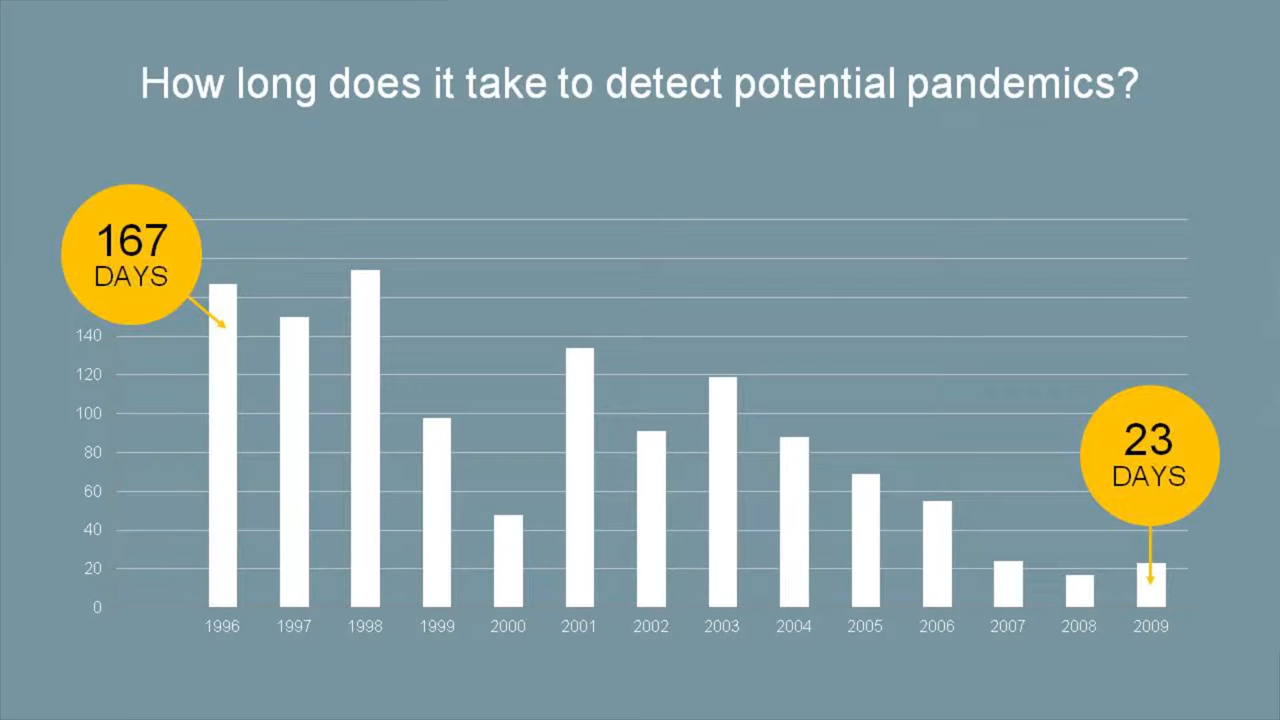 How long does it take to detect potential pandemics?
167
DAYS
140
120
100
80
60
40
20
0
23
DAYS
1996 1997 1998 1999 2000 2001 2002 2003 2004 2005 2006 2007 2008 2009